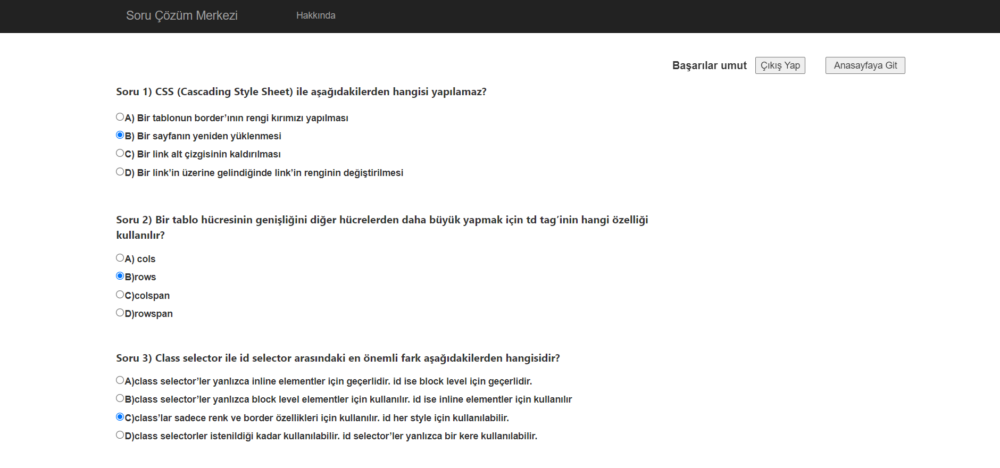 Soru Çözüm Merkezi Hakkında
Başarılar umut Çıkış Yap Anasayfaya Git
Soru 1) CSS (Cascading Style Sheet) ile aşağıdakilerden hangisi yapılamaz?
A) Bir tablonun border’ının rengi kırımızı yapılması
B) Bir sayfanın yeniden yüklenmesi
C) Bir link alt çizgisinin kaldırılması
D) Bir link’in üzerine gelindiğinde link’in renginin değiştirilmesi
Soru 2) Bir tablo hücresinin genişliğini diğer hücrelerden daha büyük yapmak için td tag′inin hangi özelliği
kullanılır?
A) cols
B)rows
C)colspan
D)rowspan
Soru 3) Class selector ile id selector arasındaki en önemli fark aşağıdakilerden hangisidir?
A)class selector’ler yanlızca inline elementler için geçerlidir. id ise block level için geçerlidir.
B)class selector’ler yanlızca block level elementler için kullanılır. id ise inline elementler için kullanılır
C)class’lar sadece renk ve border özellikleri için kullanılır. id her style için kullanılabilir.
D)class selectorler istenildiği kadar kullanılabilir. id selector’ler yanlızca bir kere kullanılabilir.